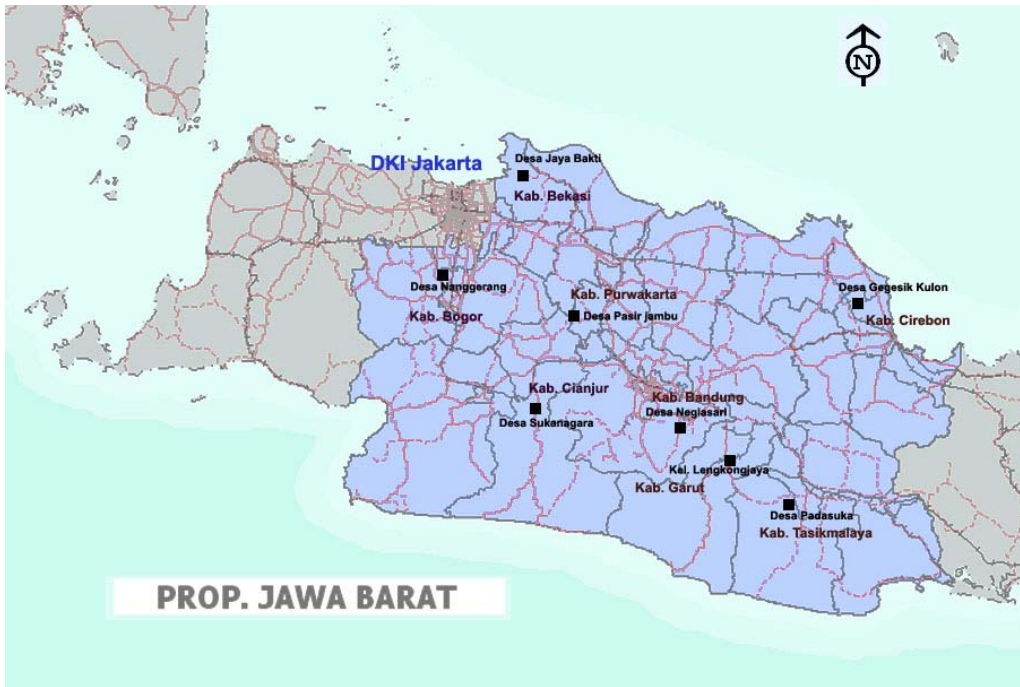 N
Desa Jaya Bakti
DKI Jakarta
Kab. Bekasi
Desa Nanggerang
Kab. Bogor
Kab. Purwakarta
Desa Pasir jambu
Desa Gegesik Kulon
Kab. Cirebon
Kab. Cianjur
Desa Sukanagara
Kab. Bandung
Desa Neglasari
Kel. Lengkongjaya
Kab. Garut
Desa Padasuka
Kab. Tasikmalaya
PROP. JAWA BARAT